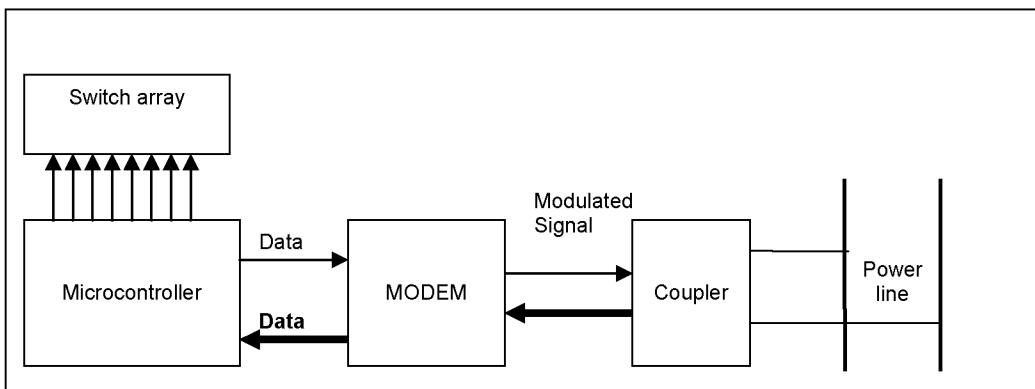 Switch array
Modulated
Signal
Data
Power
line
Microcontroller
MODEM
Coupler
Data